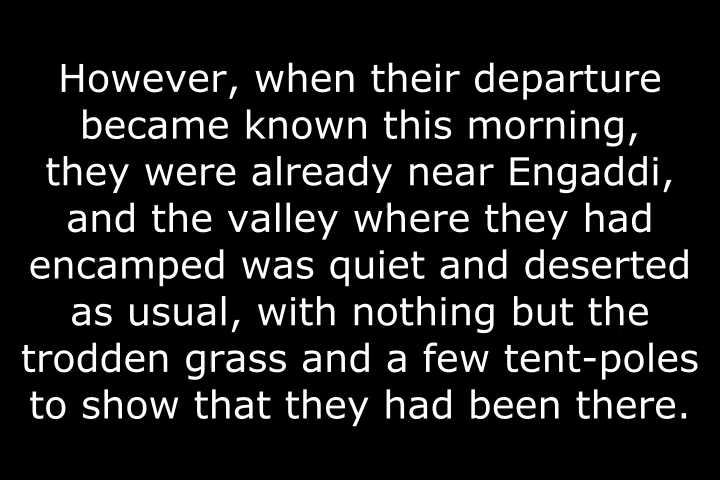 However, when their departure
became known this morning,
they were already near Engaddi,
and the valley where they had
encamped was quiet and deserted
as usual, with nothing but the
trodden grass and a few tent-poles
to show that they had been there.